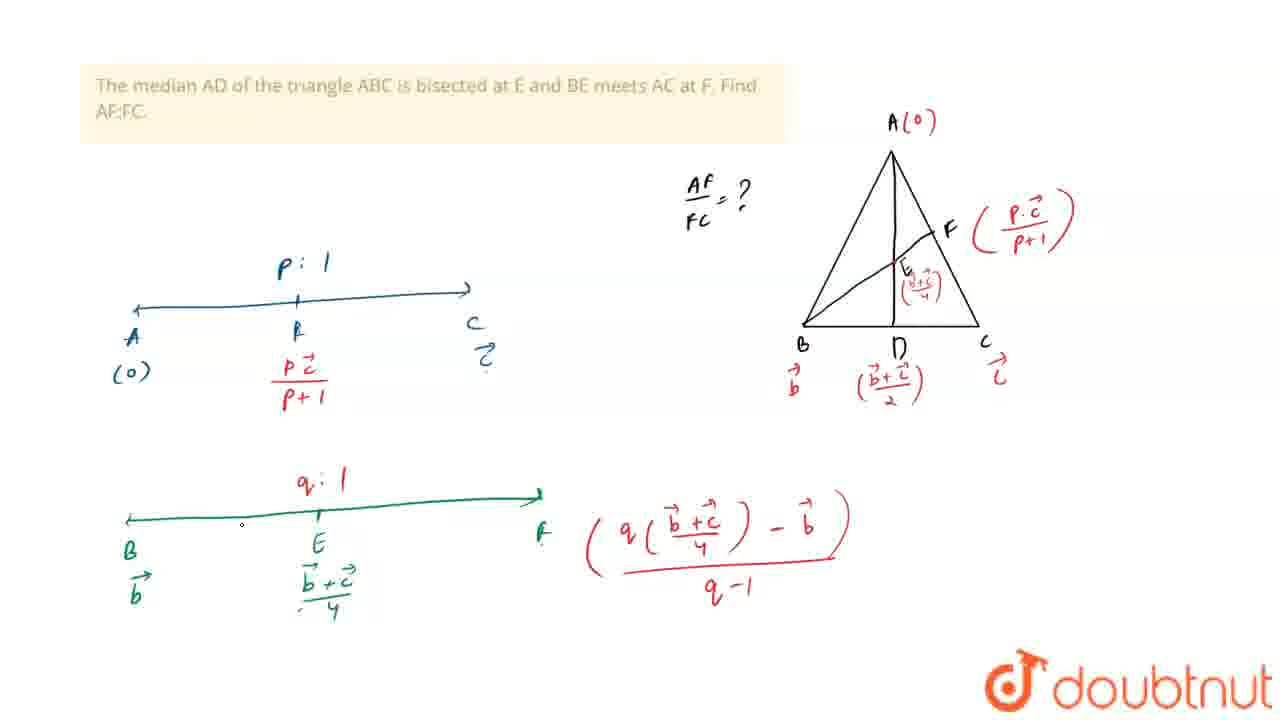 The median AD of the triangle ABC is bisected at E and BE meets AC at F. Find
AF:FC.
A(0)
AF/FC = ?
F (p.c⃗/p+1)
E
(b⃗+c⃗/4)
B D C
b⃗ (b⃗+c⃗/2) c⃗
p : 1
A F C
(0) pc⃗/p+1 c⃗
q : 1
B E F (q(b⃗+c⃗/4) - b⃗ / q-1)
b⃗ b⃗+c⃗/4
doubtnut